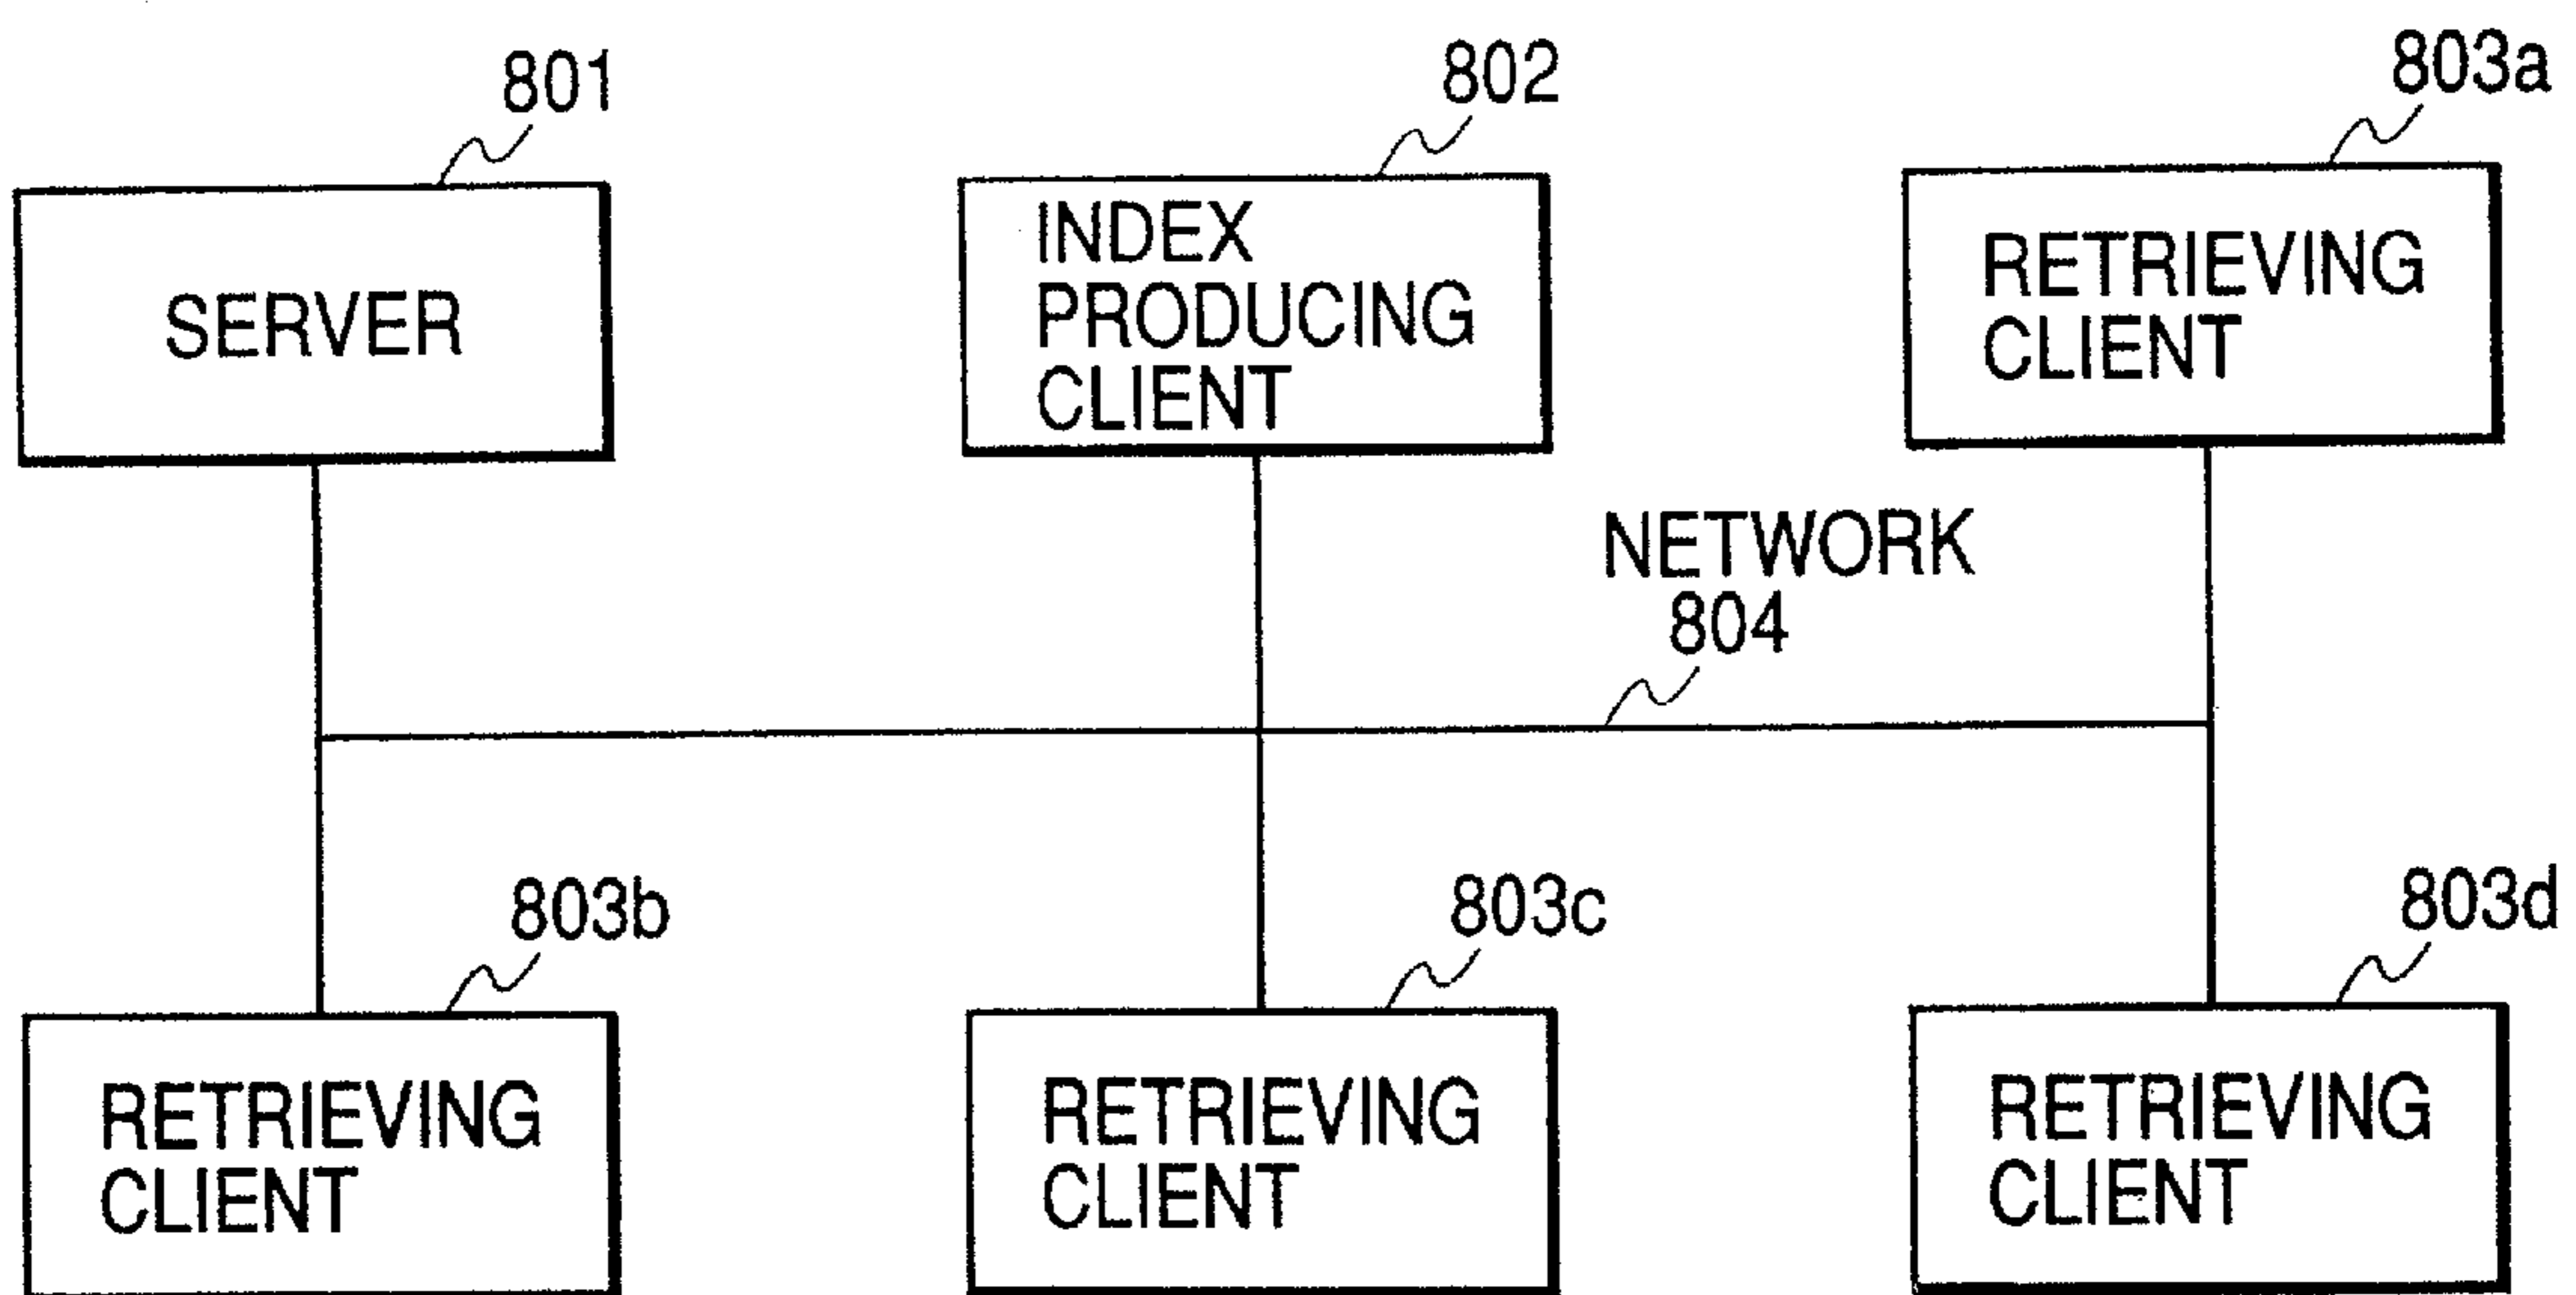 801
802
803a
SERVER
INDEX
PRODUCING
CLIENT
RETRIEVING
CLIENT
NETWORK
804
803b
803c
803d
RETRIEVING
CLIENT
RETRIEVING
CLIENT
RETRIEVING
CLIENT